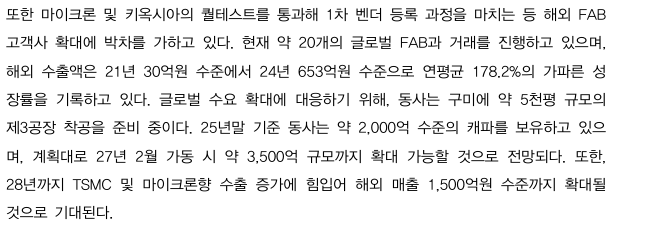 또한 마이크론 및 키옥시아의 퀄테스트를 통과해 1차 벤더 등록 과정을 마치는 등 해외 FAB
고객사 확대에 박차를 가하고 있다. 현재 약 20개의 글로벌 FAB과 거래를 진행하고 있으며,
해외 수출액은 21년 30억원 수준에서 24년 653억원 수준으로 연평균 178.2%의 가파른 성
장률을 기록하고 있다. 글로벌 수요 확대에 대응하기 위해, 동사는 구미에 약 5천평 규모의
제3공장 착공을 준비 중이다. 25년말 기준 동사는 약 2,000억 수준의 캐파를 보유하고 있으
며, 계획대로 27년 2월 가동 시 약 3,500억 규모까지 확대 가능할 것으로 전망되다. 또한,
28년까지 TSMC 및 마이크론향 수출 증가에 힘입어 해외 매출 1,500억원 수준까지 확대될
것으로 기대된다.